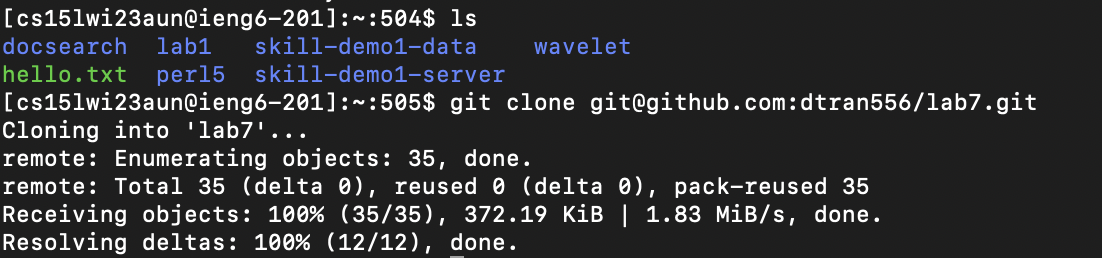 [cs15lwi23aun@ieng6-201]:~:504$ ls
docsearch  lab1   skill-demo1-data    wavelet
hello.txt  perl5  skill-demo1-server
[cs15lwi23aun@ieng6-201]:~:505$ git clone git@github.com:dtran556/lab7.git
Cloning into 'lab7'...
remote: Enumerating objects: 35, done.
remote: Total 35 (delta 0), reused 0 (delta 0), pack-reused 35
Receiving objects: 100% (35/35), 372.19 KiB | 1.83 MiB/s, done.
Resolving deltas: 100% (12/12), done.